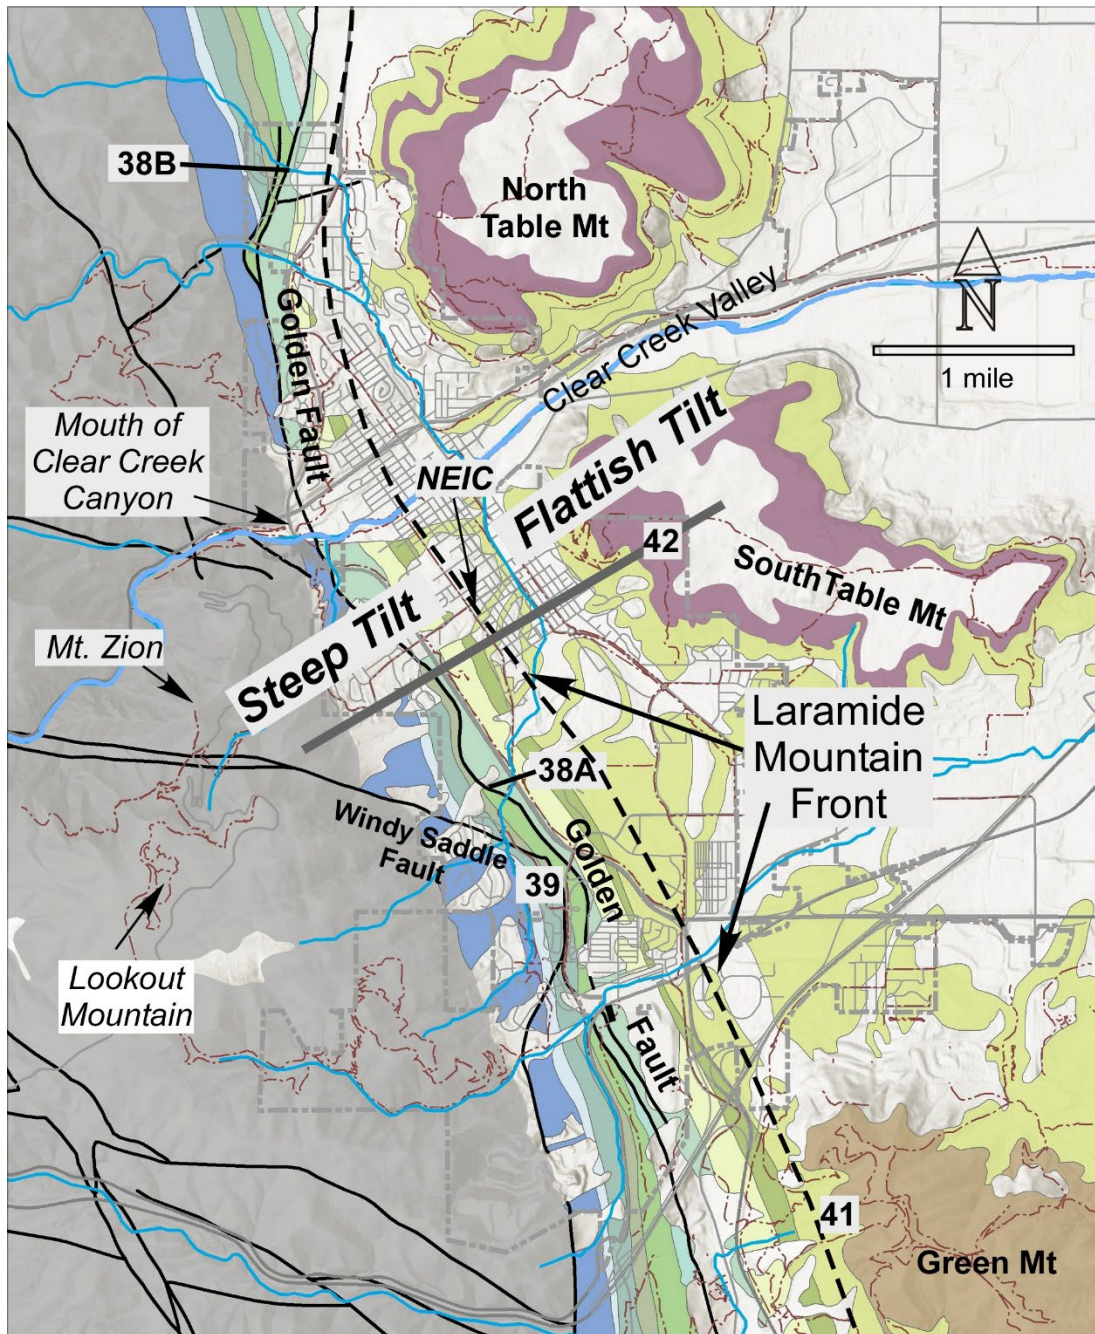 38B
North
Table Mt
Golden Fault
Clear Creek Valley
N
1 mile
Mouth of
Clear Creek
Canyon
NEIC
Flattish Tilt
42
SouthTable Mt
Steep Tilt
Mt. Zion
Laramide
Mountain
Front
38A
Windy Saddle
Fault
Golden
39
Lookout
Mountain
Fault
41
Green Mt